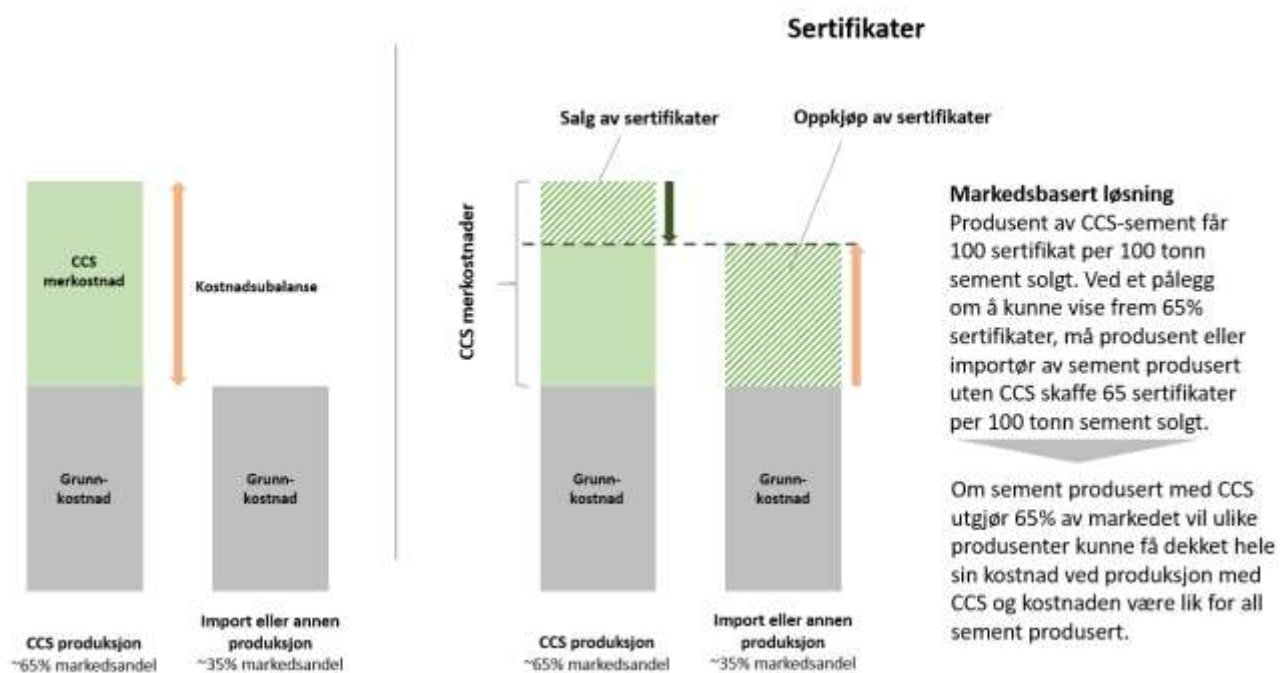 Sertifikater
Salg av sertifikater
Oppkjøp av sertifikater
CCS
merkostnad
Kostnadsubalanse
Grunn-
kostnad
Grunn-
kostnad
CCS produksjon
~65% markedsandel
Import eller annen
produksjon
~35% markedsandel
CCS merkostnader
Grunn-
kostnad
Grunn-
kostnad
CCS produksjon
~65% markedsandel
Import eller annen
produksjon
~35% markedsandel
Markedsbasert løsning
Produsent av CCS-sement får
100 sertifikat per 100 tonn
sement solgt. Ved et pålegg
om å kunne vise frem 65%
sertifikater, må produsent eller
importør av sement produsert
uten CCS skaffe 65 sertifikater
per 100 tonn sement solgt.
Om sement produsert med CCS
utgjør 65% av markedet vil ulike
produsenter kunne få dekket hele
sin kostnad ved produksjon med
CCS og kostnaden være lik for all
sement produsert.